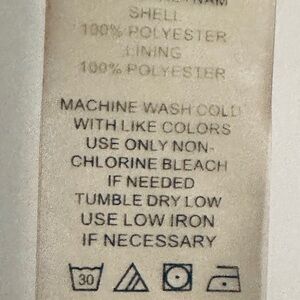 NAM
SHELL
100% POLYESTER
LINING
100% POLYESTER
MACHINE WASH COLD
WITH LIKE COLORS
USE ONLY NON-
CHLORINE BLEACH
IF NEEDED
TUMBLE DRY LOW
USE LOW IRON
IF NECESSARY
30